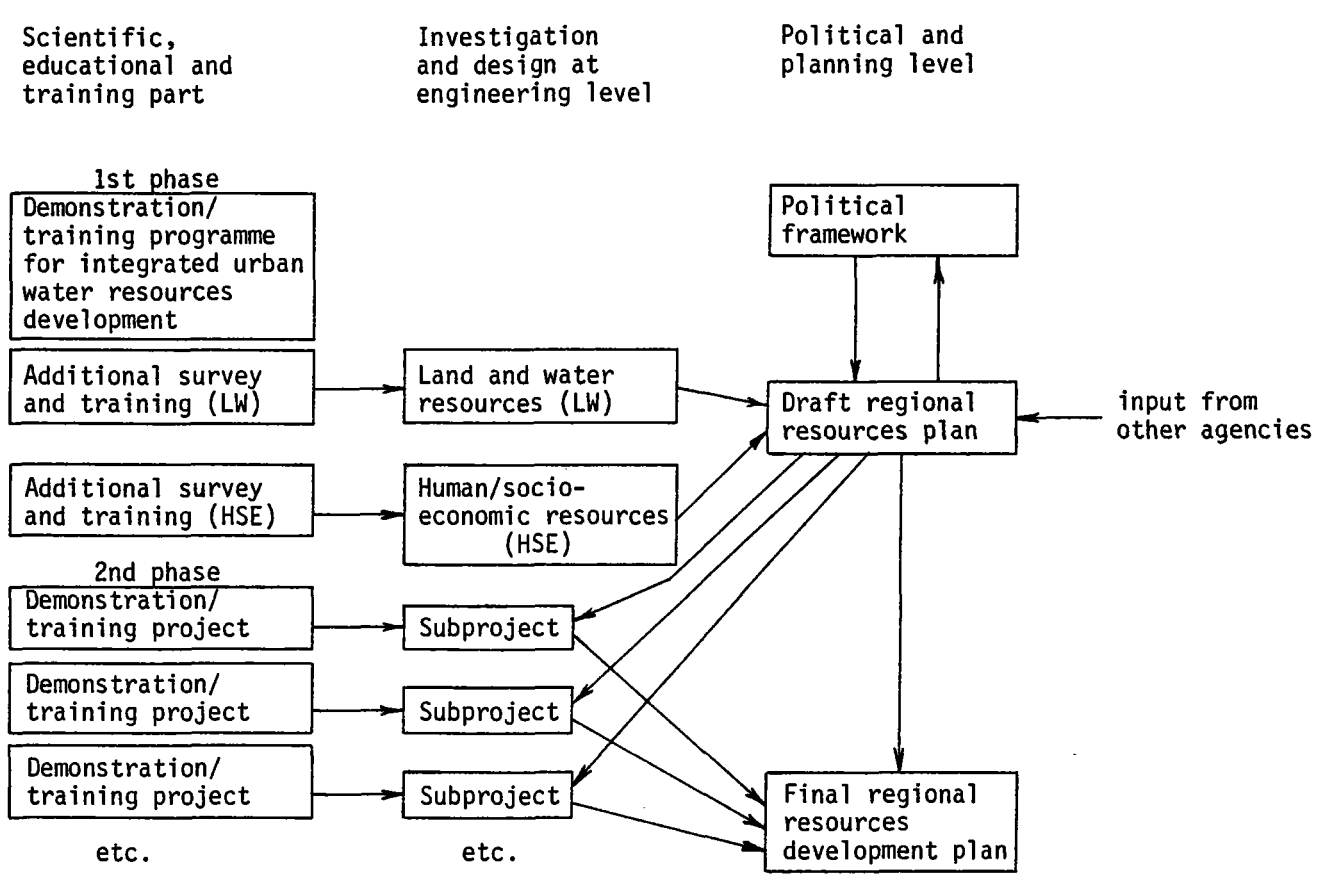 Scientific,
educational and
training part
Investigation
and design at
engineering level
Political and
planning level
1st phase
Demonstration/
training programme
for integrated urban
water resources
development
Political
framework
Additional survey
and training (LW)
Land and water
resources (LW)
Draft regional
resources plan
input from
other agencies
Additional survey
and training (HSE)
Human/socio-
economic resources
(HSE)
2nd phase
Demonstration/
training project
Subproject
Demonstration/
training project
Subproject
Demonstration/
training project
Subproject
Final regional
resources
development plan
etc.
etc.